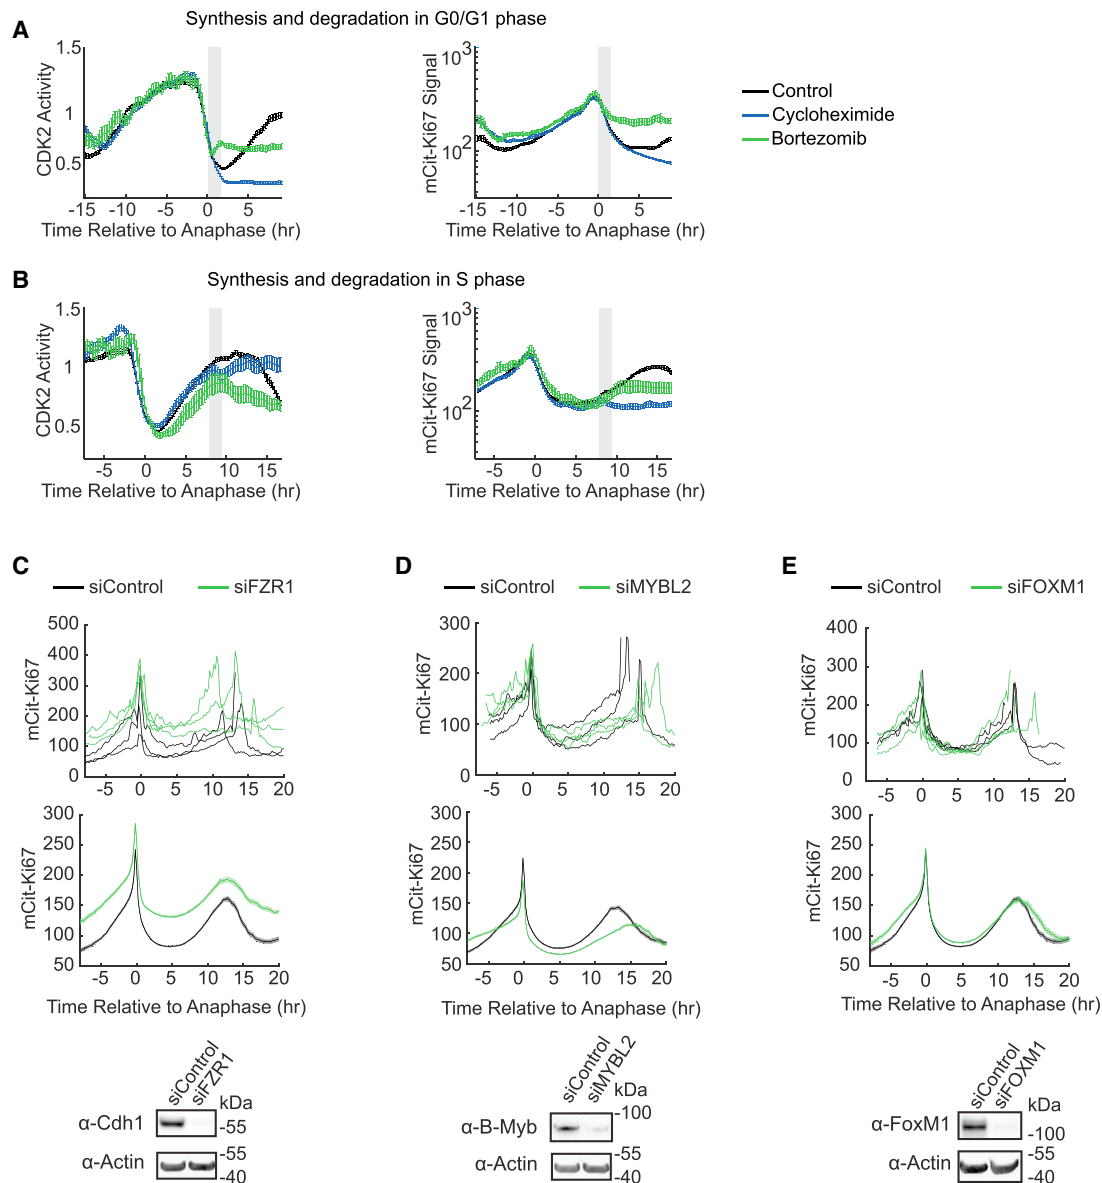 A
Synthesis and degradation in G0/G1 phase
1.5
1
0.5
CDK2 Activity
-15 -10 -5 0 5
Time Relative to Anaphase (hr)
10³
10²
mCit-Ki67 Signal
-15 -10 -5 0 5
Time Relative to Anaphase (hr)
Control
Cycloheximide
Bortezomib
B
Synthesis and degradation in S phase
1.5
1
0.5
CDK2 Activity
-5 0 5 10 15
Time Relative to Anaphase (hr)
10³
10²
mCit-Ki67 Signal
-5 0 5 10 15
Time Relative to Anaphase (hr)
C
siControl siFZR1
500
400
300
200
100
0
mCit-Ki67
-5 0 5 10 15 20
300
250
200
150
100
50
mCit-Ki67
-5 0 5 10 15 20
Time Relative to Anaphase (hr)
siControl
siFZR1
kDa
α-Cdh1
-55
α-Actin
-55
-40
D
siControl siMYBL2
300
200
100
0
mCit-Ki67
-5 0 5 10 15 20
300
250
200
150
100
50
mCit-Ki67
-5 0 5 10 15 20
Time Relative to Anaphase (hr)
siControl
siMYBL2
kDa
-100
α-B-Myb
α-Actin
-55
-40
E
siControl siFOXM1
400
300
200
100
0
mCit-Ki67
-5 0 5 10 15 20
300
250
200
150
100
50
mCit-Ki67
-5 0 5 10 15 20
Time Relative to Anaphase (hr)
siControl
siFOXM1
kDa
α-FoxM1
-100
α-Actin
-55
-40